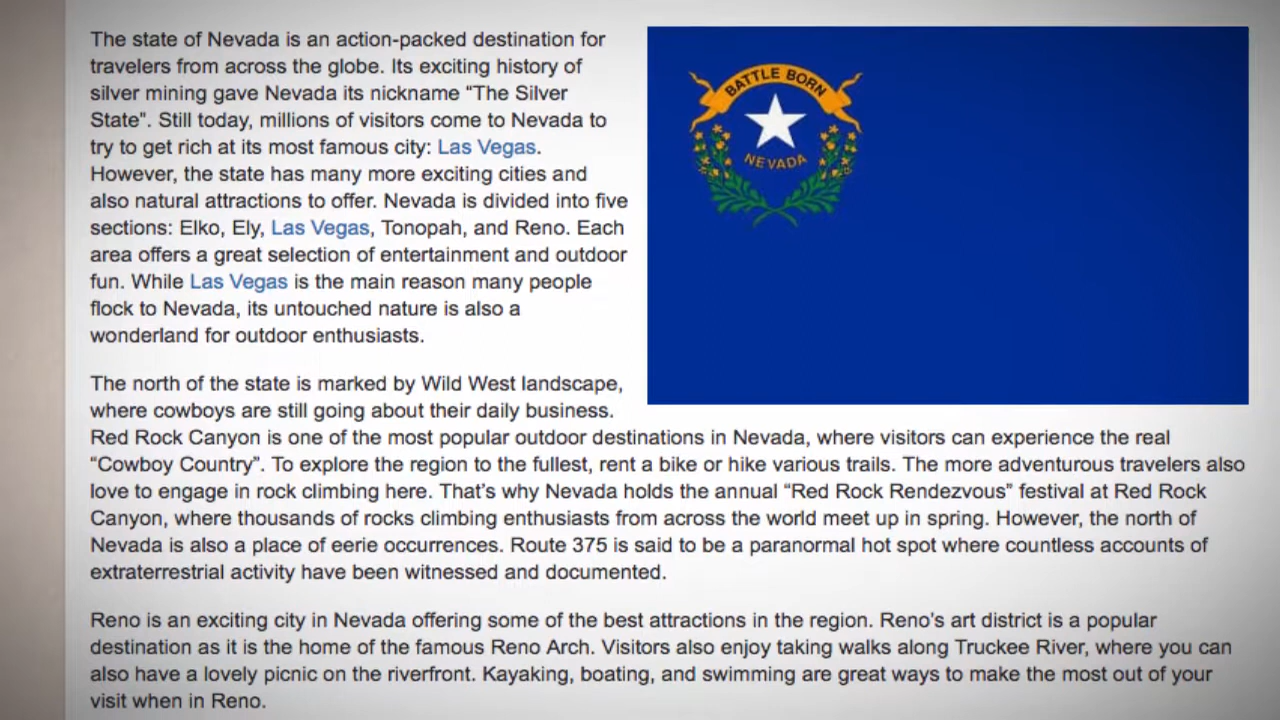 The state of Nevada is an action-packed destination for
travelers from across the globe. Its exciting history of
silver mining gave Nevada its nickname “The Silver
State”. Still today, millions of visitors come to Nevada to
try to get rich at its most famous city: Las Vegas.
However, the state has many more exciting cities and
also natural attractions to offer. Nevada is divided into five
sections: Elko, Ely, Las Vegas, Tonopah, and Reno. Each
area offers a great selection of entertainment and outdoor
fun. While Las Vegas is the main reason many people
flock to Nevada, its untouched nature is also a
wonderland for outdoor enthusiasts.
BATTLE BORN
NEVADA
The north of the state is marked by Wild West landscape,
where cowboys are still going about their daily business.
Red Rock Canyon is one of the most popular outdoor destinations in Nevada, where visitors can experience the real
“Cowboy Country”. To explore the region to the fullest, rent a bike or hike various trails. The more adventurous travelers also
love to engage in rock climbing here. That’s why Nevada holds the annual “Red Rock Rendezvous” festival at Red Rock
Canyon, where thousands of rocks climbing enthusiasts from across the world meet up in spring. However, the north of
Nevada is also a place of eerie occurrences. Route 375 is said to be a paranormal hot spot where countless accounts of
extraterrestrial activity have been witnessed and documented.
Reno is an exciting city in Nevada offering some of the best attractions in the region. Reno’s art district is a popular
destination as it is the home of the famous Reno Arch. Visitors also enjoy taking walks along Truckee River, where you can
also have a lovely picnic on the riverfront. Kayaking, boating, and swimming are great ways to make the most out of your
visit when in Reno.